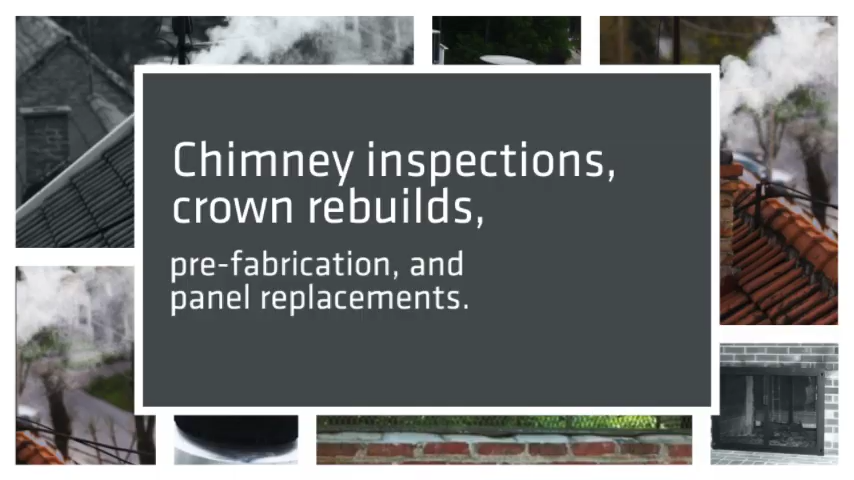 Chimney inspections,
crown rebuilds,
pre-fabrication, and
panel replacements.